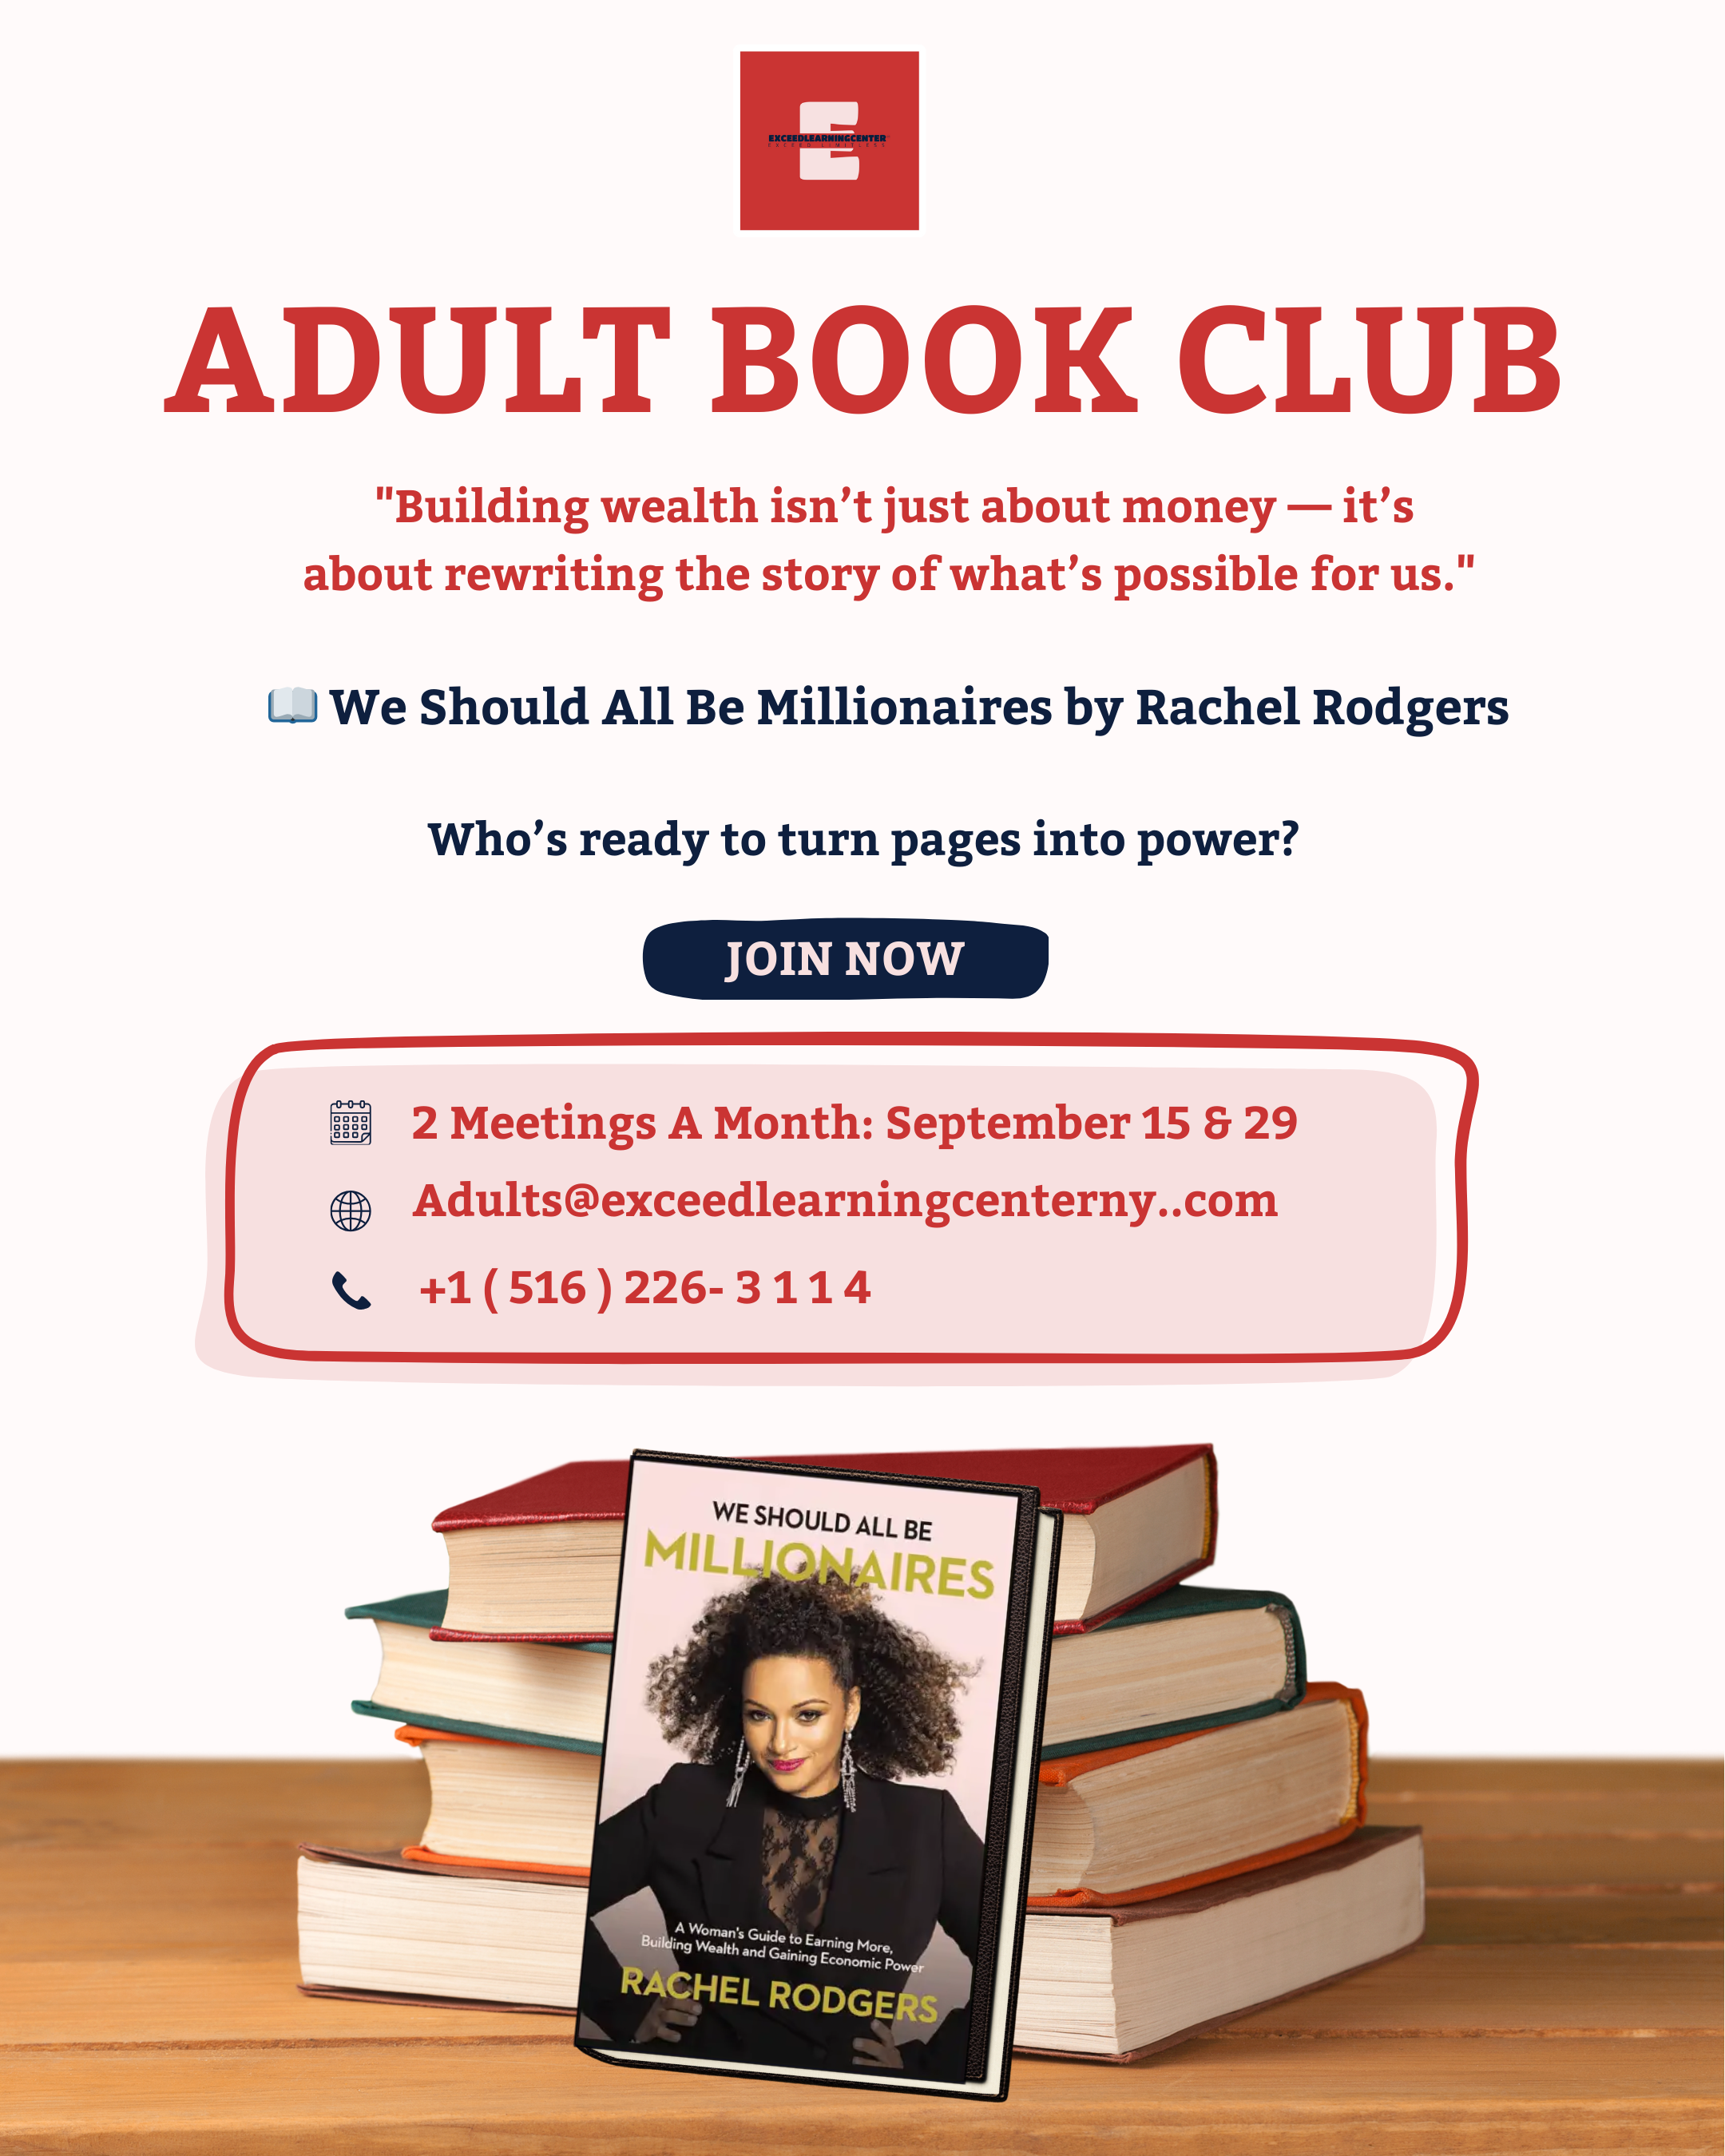 EXCEEDLEARNINGCENTER
ADULT BOOK CLUB
"Building wealth isn’t just about money — it’s
about rewriting the story of what’s possible for us."
📖 We Should All Be Millionaires by Rachel Rodgers
Who’s ready to turn pages into power?
JOIN NOW
2 Meetings A Month: September 15 & 29
Adults@exceedlearningcenterny..com
+1 ( 516 ) 226- 3 1 1 4
WE SHOULD ALL BE
MILLIONAIRES
A Woman's Guide to Earning More,
Building Wealth and Gaining Economic Power
RACHEL RODGERS